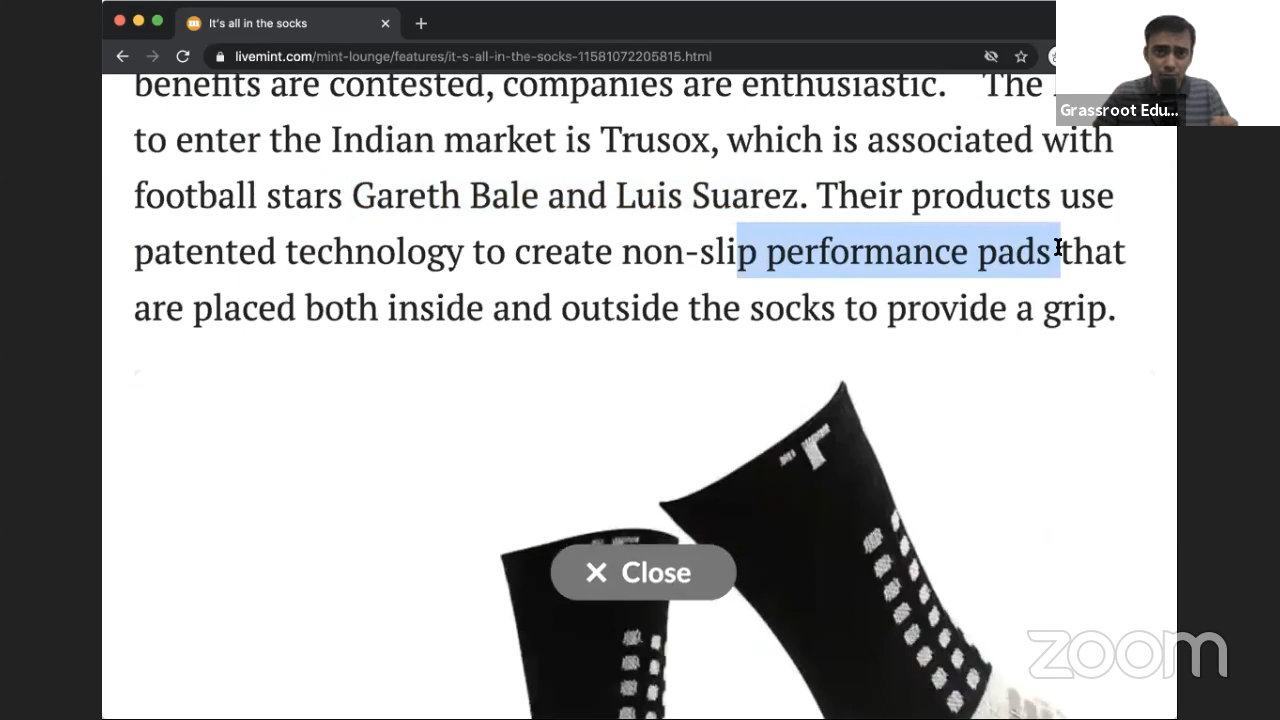 It's all in the socks
livemint.com/mint-lounge/features/it-s-all-in-the-socks-11581072205815.html
Grassroot Edu...
benefits are contested, companies are enthusiastic. The
to enter the Indian market is Trusox, which is associated with
football stars Gareth Bale and Luis Suarez. Their products use
patented technology to create non-slip performance pads that
are placed both inside and outside the socks to provide a grip.
Close
zoom